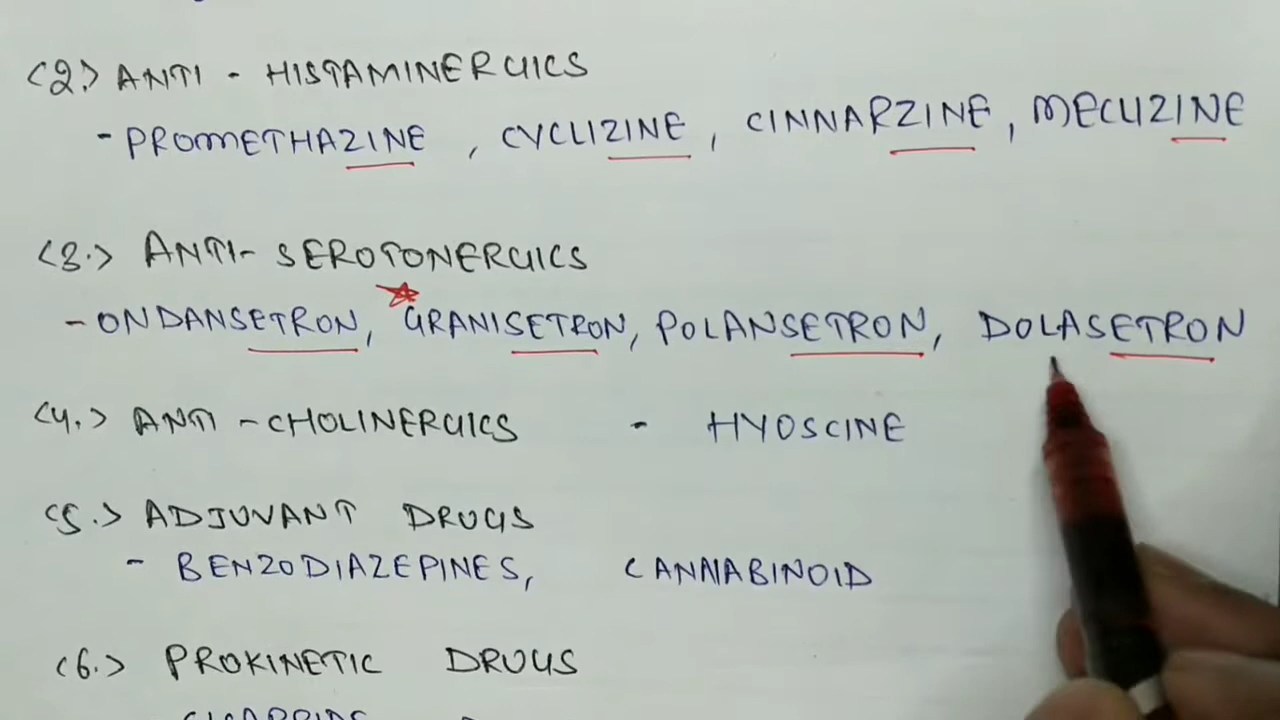 (2.) ANTI - HISTAMINERGICS
- PROMETHAZINE , CYCLIZINE , CINNARZINE , MECLIZINE
(3.) ANTI- SEROTONERGICS
- ONDANSETRON, GRANISETRON, POLANSETRON, DOLASETRON
(4.) ANTI - CHOLINERGICS - HYOSCINE
(5.) ADJUVANT DRUGS
- BENZODIAZEPINES, CANNABINOID
(6.) PROKINETIC DRUGS